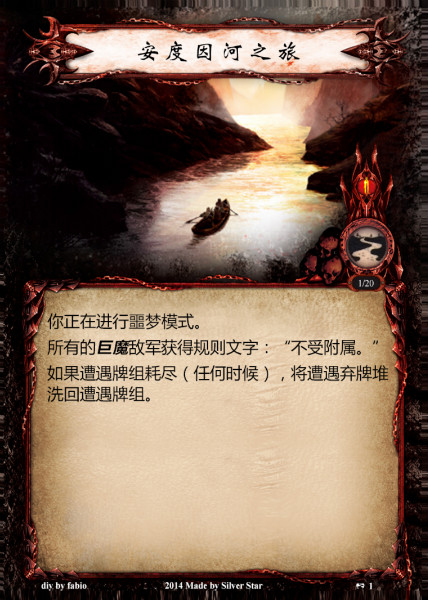 安度因河之旅
1/20
你正在进行噩梦模式。
所有的巨魔敌军获得规则文字：“不受附属。”
如果遭遇牌组耗尽（任何时候），将遭遇弃牌堆
洗回遭遇牌组。
diy by fabio
2014 Made by Silver Star
1